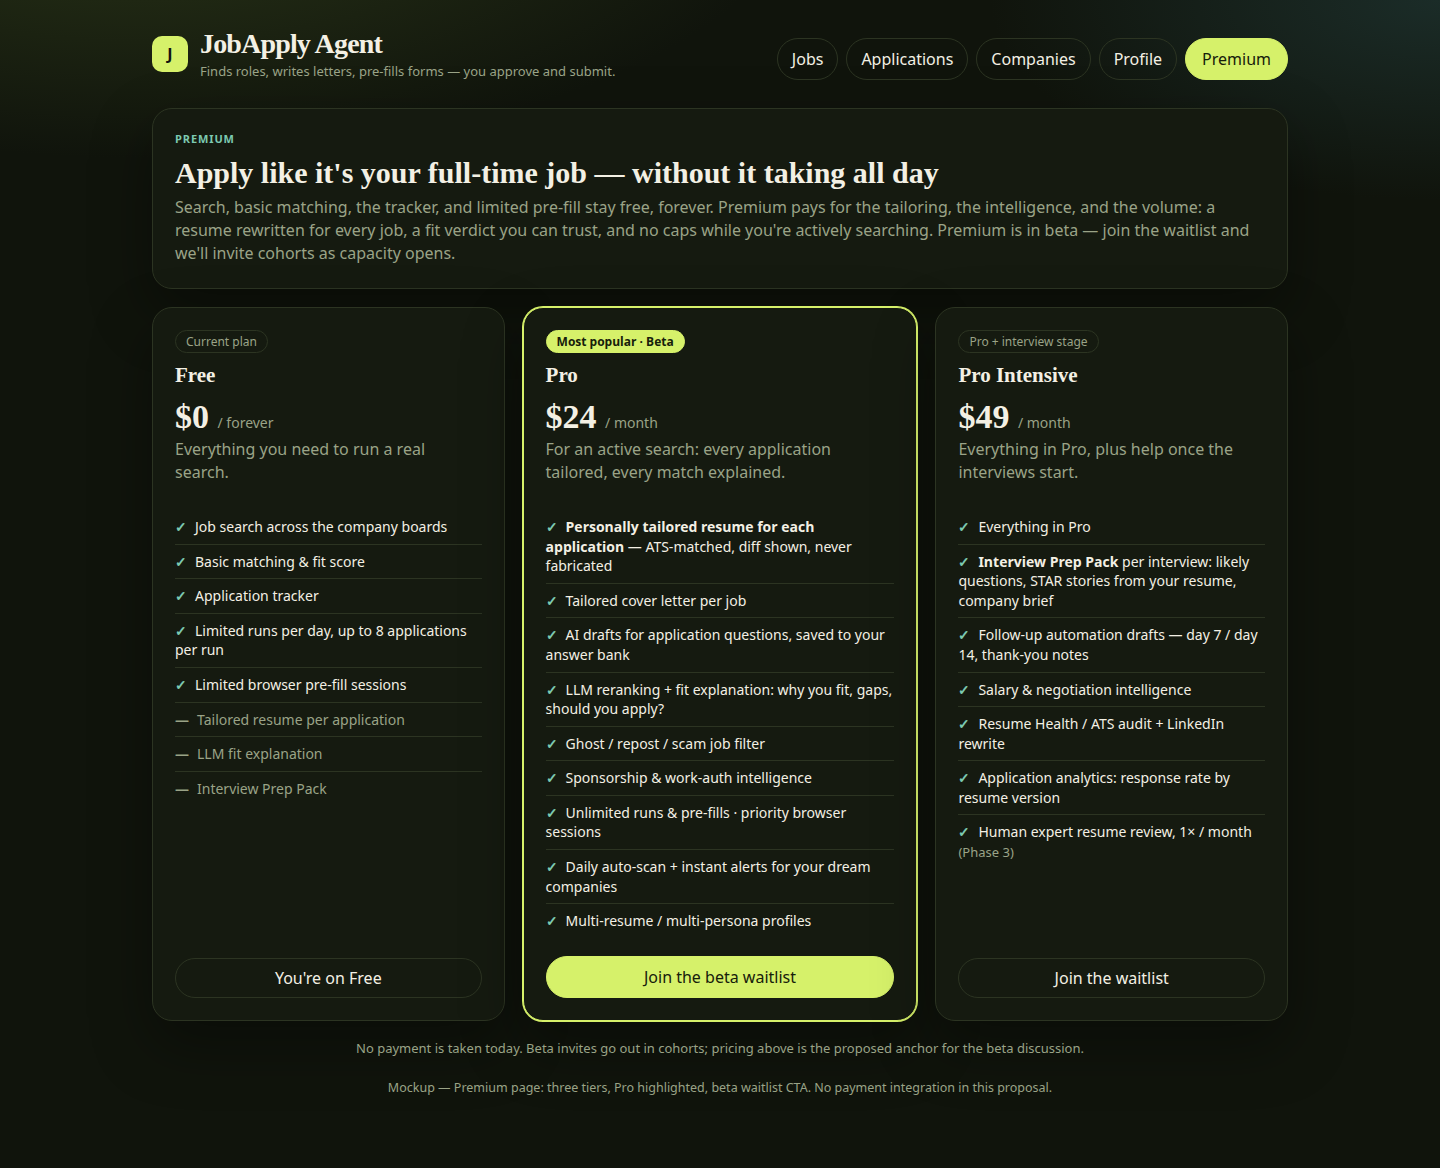 J
JobApply Agent
Finds roles, writes letters, pre-fills forms — you approve and submit.
Jobs
Applications
Companies
Profile
Premium
PREMIUM
Apply like it's your full-time job — without it taking all day
Search, basic matching, the tracker, and limited pre-fill stay free, forever. Premium pays for the tailoring, the intelligence, and the volume: a
resume rewritten for every job, a fit verdict you can trust, and no caps while you're actively searching. Premium is in beta — join the waitlist and
we'll invite cohorts as capacity opens.
Current plan
Free
$0 / forever
Everything you need to run a real
search.
✓ Job search across the company boards
✓ Basic matching & fit score
✓ Application tracker
✓ Limited runs per day, up to 8 applications
per run
✓ Limited browser pre-fill sessions
— Tailored resume per application
— LLM fit explanation
— Interview Prep Pack
You're on Free
Most popular · Beta
Pro
$24 / month
For an active search: every application
tailored, every match explained.
✓ Personally tailored resume for each
application — ATS-matched, diff shown, never
fabricated
✓ Tailored cover letter per job
✓ AI drafts for application questions, saved to your
answer bank
✓ LLM reranking + fit explanation: why you fit, gaps,
should you apply?
✓ Ghost / repost / scam job filter
✓ Sponsorship & work-auth intelligence
✓ Unlimited runs & pre-fills · priority browser
sessions
✓ Daily auto-scan + instant alerts for your dream
companies
✓ Multi-resume / multi-persona profiles
Join the beta waitlist
Pro + interview stage
Pro Intensive
$49 / month
Everything in Pro, plus help once the
interviews start.
✓ Everything in Pro
✓ Interview Prep Pack per interview: likely
questions, STAR stories from your resume,
company brief
✓ Follow-up automation drafts — day 7 / day
14, thank-you notes
✓ Salary & negotiation intelligence
✓ Resume Health / ATS audit + LinkedIn
rewrite
✓ Application analytics: response rate by
resume version
✓ Human expert resume review, 1× / month
(Phase 3)
Join the waitlist
No payment is taken today. Beta invites go out in cohorts; pricing above is the proposed anchor for the beta discussion.
Mockup — Premium page: three tiers, Pro highlighted, beta waitlist CTA. No payment integration in this proposal.